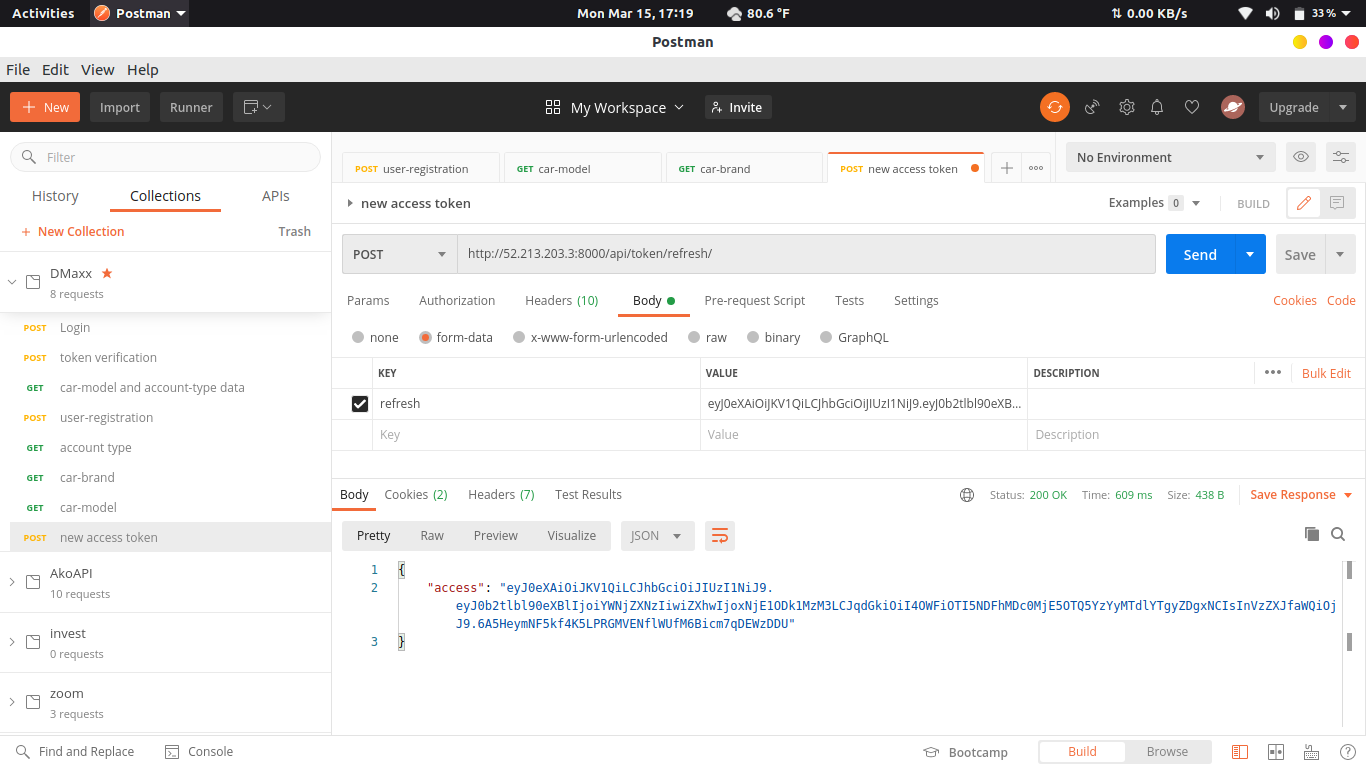 Activities Postman Mon Mar 15, 17:19 80.6 °F 0.00 KB/s 33 %
Postman
File Edit View Help
New Import Runner My Workspace Invite Upgrade
Filter
History Collections APIs
New Collection Trash
DMaxx
8 requests
POST Login
POST token verification
GET car-model and account-type data
POST user-registration
GET account type
GET car-brand
GET car-model
POST new access token
AkoAPI
10 requests
invest
0 requests
zoom
3 requests
POST user-registration GET car-model GET car-brand POST new access token No Environment
new access token Examples 0 BUILD
POST http://52.213.203.3:8000/api/token/refresh/ Send Save
Params Authorization Headers (10) Body Pre-request Script Tests Settings Cookies Code
none form-data x-www-form-urlencoded raw binary GraphQL
KEY VALUE DESCRIPTION Bulk Edit
refresh eyJ0eXAiOiJKV1QiLCJhbGciOiJIUzI1NiJ9.eyJ0b2tlbl90eXB...
Key Value Description
Body Cookies (2) Headers (7) Test Results Status: 200 OK Time: 609 ms Size: 438 B Save Response
Pretty Raw Preview Visualize JSON
1 {
2 "access": "eyJ0eXAiOiJKV1QiLCJhbGciOiJIUzI1NiJ9.
eyJ0b2tlbl90eXBlIjoiYWNjZXNzIiwiZXhwIjoxNjE1ODk1MzM3LCJqdGkiOiI4OWFiOTI5NDFhMDc0MjE5OTQ5YzYyMTdlYTgyZDgxNCIsInVzZXJfaWQiOj
J9.6A5HeymNF5kf4K5LPRGMVENflWUfM6Bicm7qDEWzDDU"
3 }
Find and Replace Console Bootcamp Build Browse